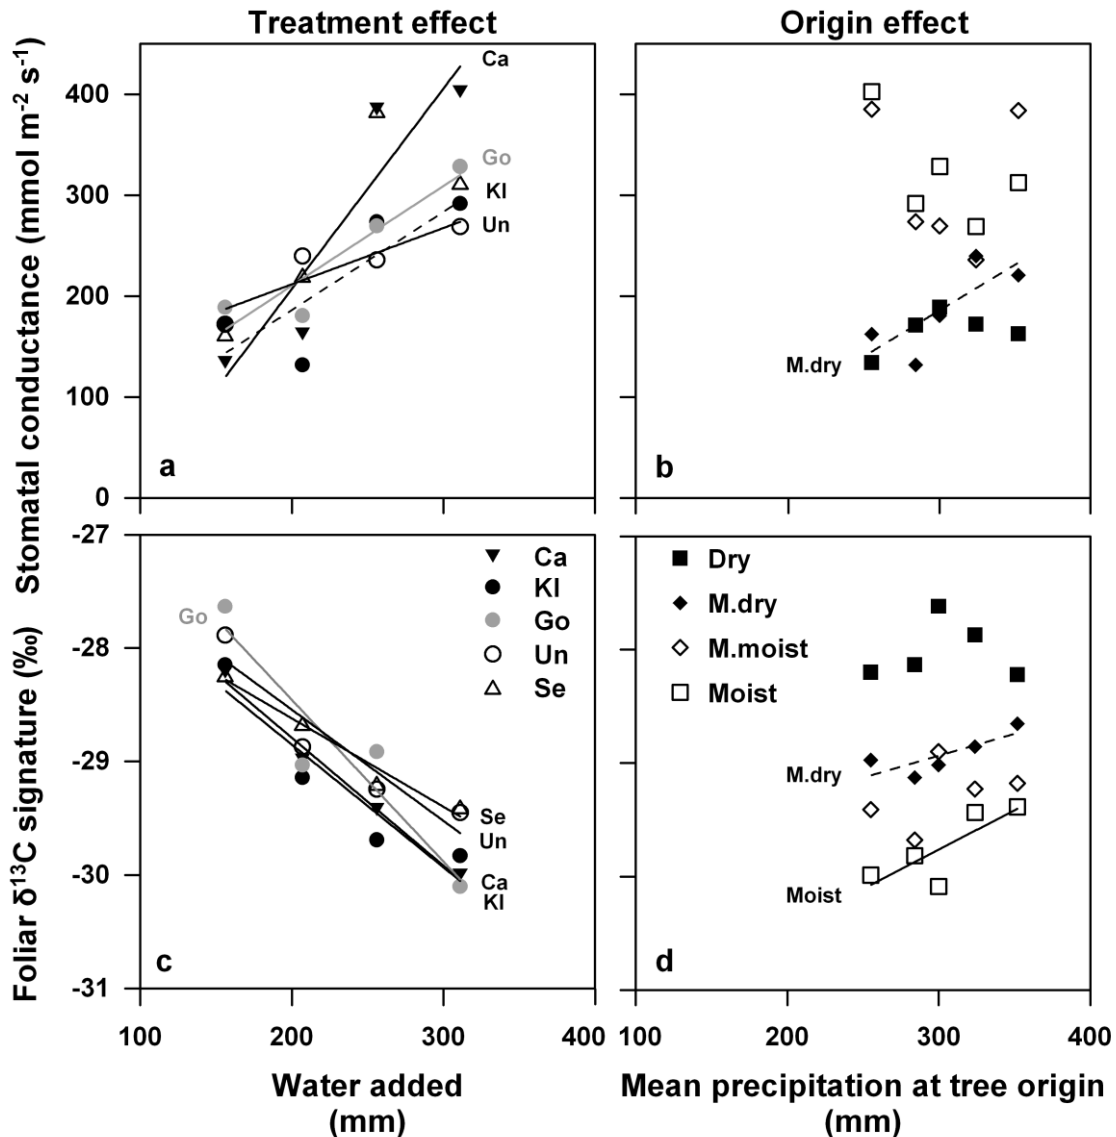 Treatment effect
Origin effect
Stomatal conductance (mmol m⁻² s⁻¹)
400
300
200
100
0
Ca
Go
Kl
Un
a
M.dry
b
Foliar δ¹³C signature (‰)
-27
-28
-29
-30
-31
Go
Ca
Kl
Go
Un
Se
Se
Un
Ca
Kl
c
Dry
M.dry
M.moist
Moist
M.dry
Moist
d
100 200 300 400
100 200 300 400
Water added
(mm)
Mean precipitation at tree origin
(mm)